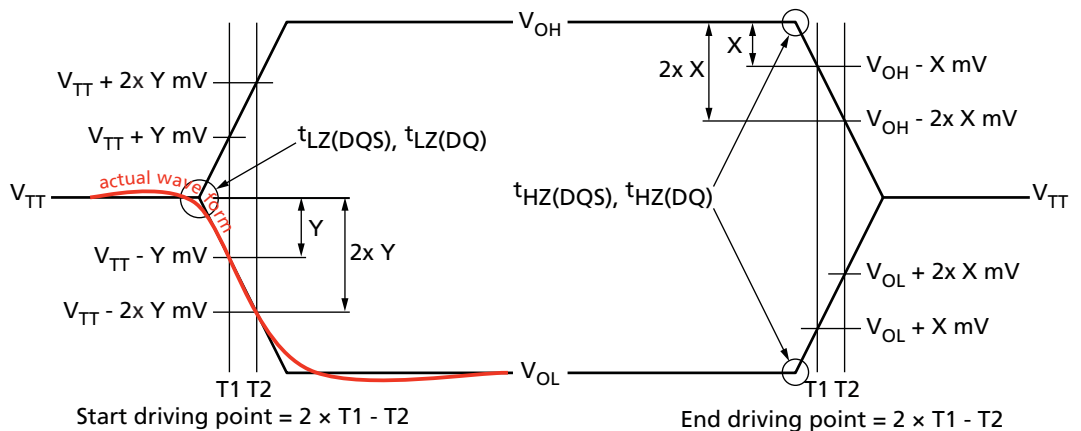 V_OH
X
2x X
V_OH - X mV
V_TT + 2x Y mV
V_OH - 2x X mV
V_TT + Y mV
t_LZ(DQS), t_LZ(DQ)
actual wave form
V_TT
t_HZ(DQS), t_HZ(DQ)
V_TT
Y
2x Y
V_TT - Y mV
V_OL + 2x X mV
V_TT - 2x Y mV
V_OL + X mV
V_OL
T1 T2
T1 T2
Start driving point = 2 × T1 - T2
End driving point = 2 × T1 - T2